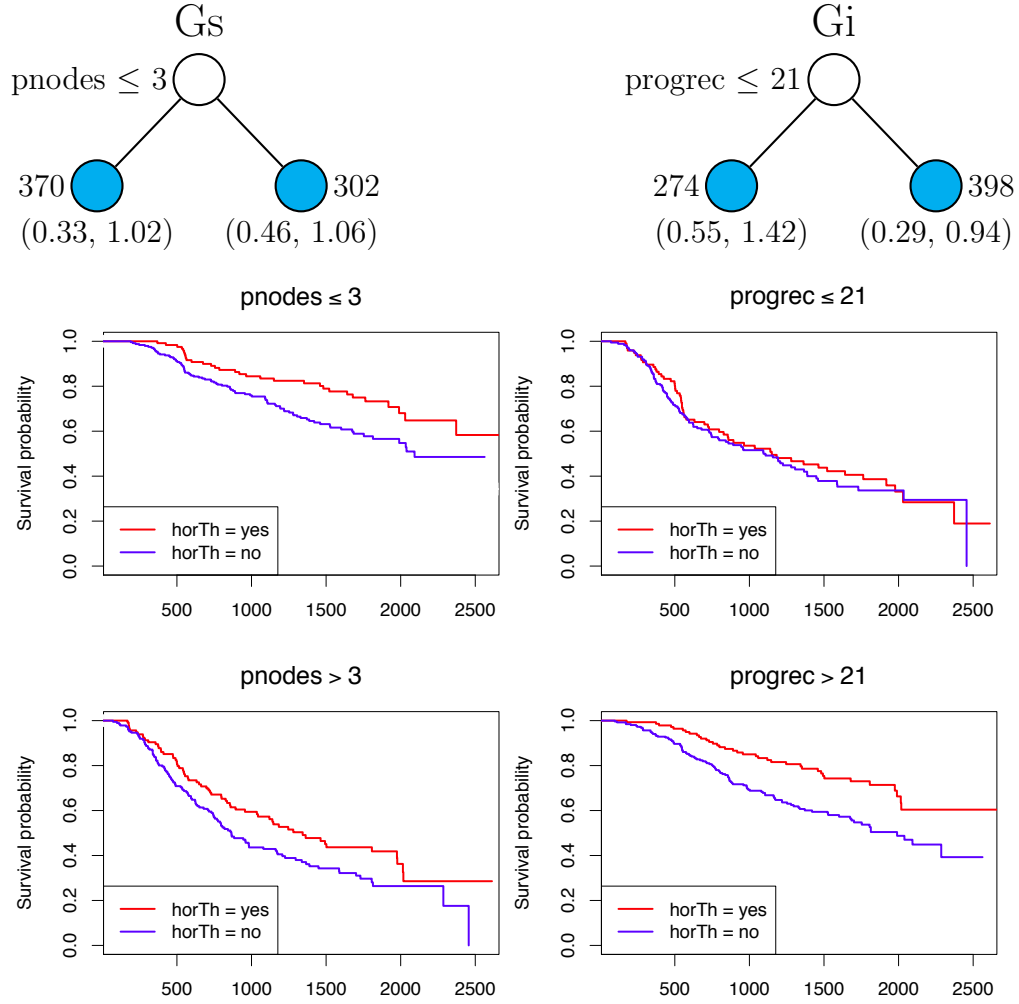 Gs
pnodes ≤ 3
370
302
(0.33, 1.02)
(0.46, 1.06)
Gi
progrec ≤ 21
274
398
(0.55, 1.42)
(0.29, 0.94)
pnodes ≤ 3
Survival probability
1.0
0.8
0.6
0.4
0.2
0.0
horTh = yes
horTh = no
500 1000 1500 2000 2500
progrec ≤ 21
Survival probability
1.0
0.8
0.6
0.4
0.2
0.0
horTh = yes
horTh = no
500 1000 1500 2000 2500
pnodes > 3
Survival probability
1.0
0.8
0.6
0.4
0.2
0.0
horTh = yes
horTh = no
500 1000 1500 2000 2500
progrec > 21
Survival probability
1.0
0.8
0.6
0.4
0.2
0.0
horTh = yes
horTh = no
500 1000 1500 2000 2500